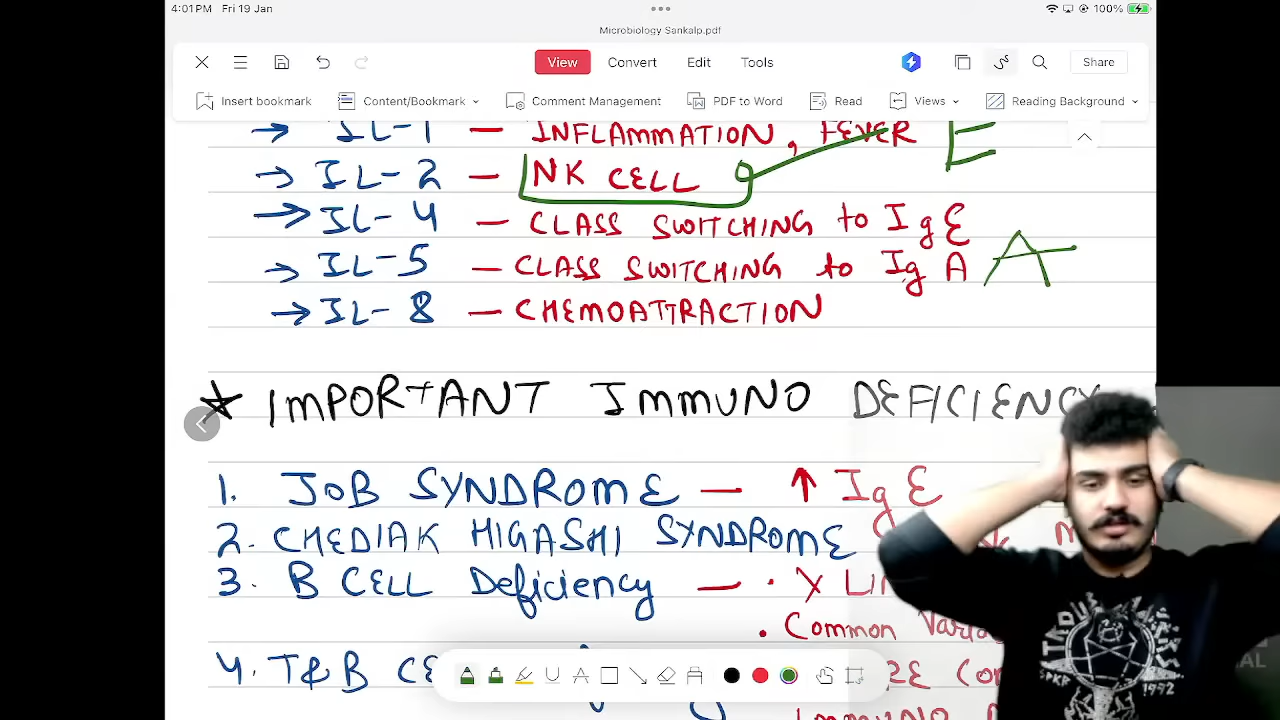 4:01 PM Fri 19 Jan
100%
Microbiology Sankalp.pdf
View Convert Edit Tools
Share
Insert bookmark Content/Bookmark Comment Management PDF to Word Read Views Reading Background
→ IL-1 — INFLAMMATION, FEVER E
→ IL-2 — NK CELL
→ IL-4 — CLASS SWITCHING to IgE
→ IL-5 — CLASS SWITCHING to IgA A
→ IL-8 — CHEMOATTRACTION
★ IMPORTANT IMMUNO DEFICIENCY
1. JOB SYNDROME — ↑ IgE
2. CHEDIAK HIGASHI SYNDROME
3. B CELL Deficiency — • X
• Common
4. T&B
IMMUNO
1992